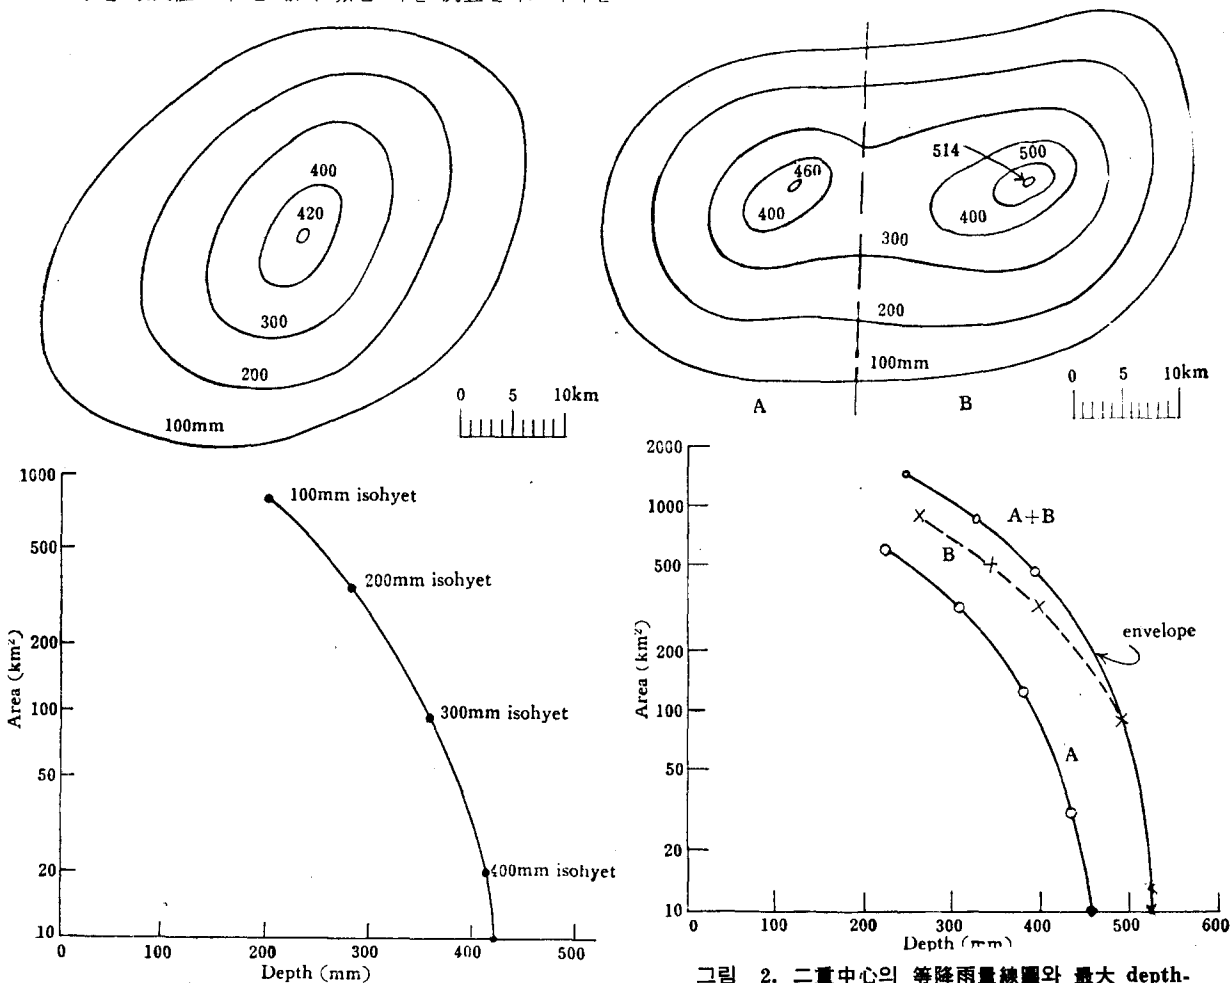 400
420
300
200
100mm
0 5 10km
514
460
500
400
400
300
200
100mm
A
B
0 5 10km
1000
500
200
100
50
20
10
Area (km²)
100mm isohyet
200mm isohyet
300mm isohyet
400mm isohyet
0 100 200 300 400 500
Depth (mm)
2000
1000
500
200
100
50
20
10
Area (km²)
A+B
B
envelope
A
0 100 200 300 400 500 600
Depth (mm)
그림 2. 二重中心의 等降雨量線圖와 最大 depth-